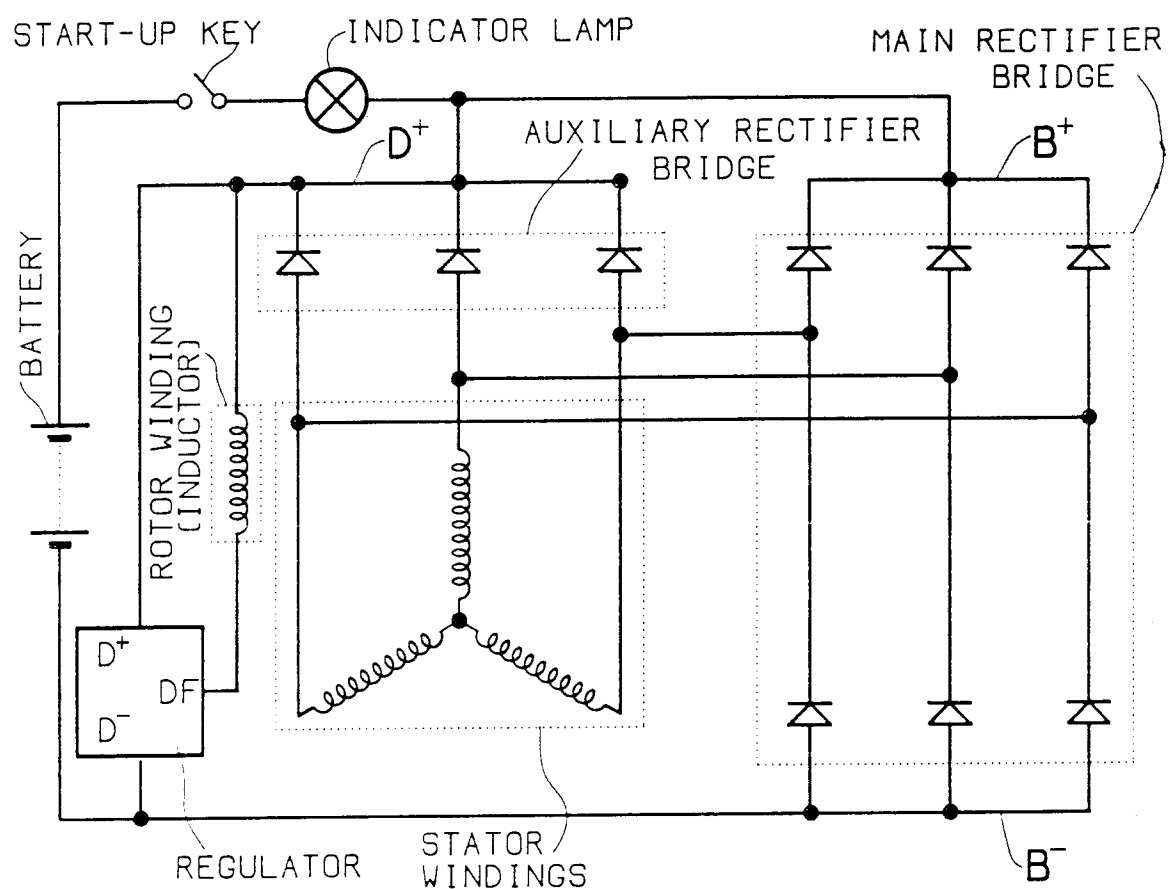 START-UP KEY
INDICATOR LAMP
MAIN RECTIFIER
BRIDGE
D+
AUXILIARY RECTIFIER
BRIDGE
B+
BATTERY
ROTOR WINDING
(INDUCTOR)
D+
DF
D-
REGULATOR
STATOR
WINDINGS
B-